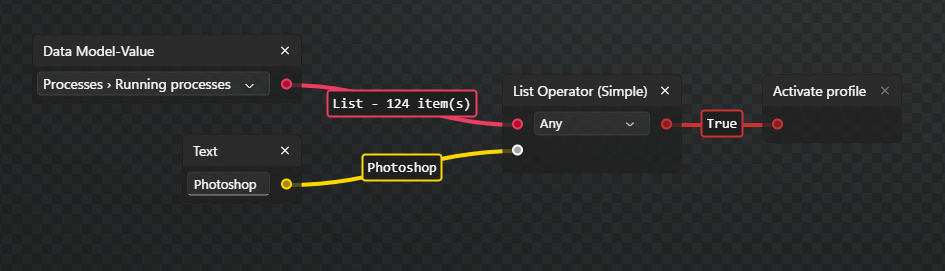 Data Model-Value ×
Processes › Running processes
List - 124 item(s)
Text ×
Photoshop
Photoshop
List Operator (Simple) ×
Any
True
Activate profile ×